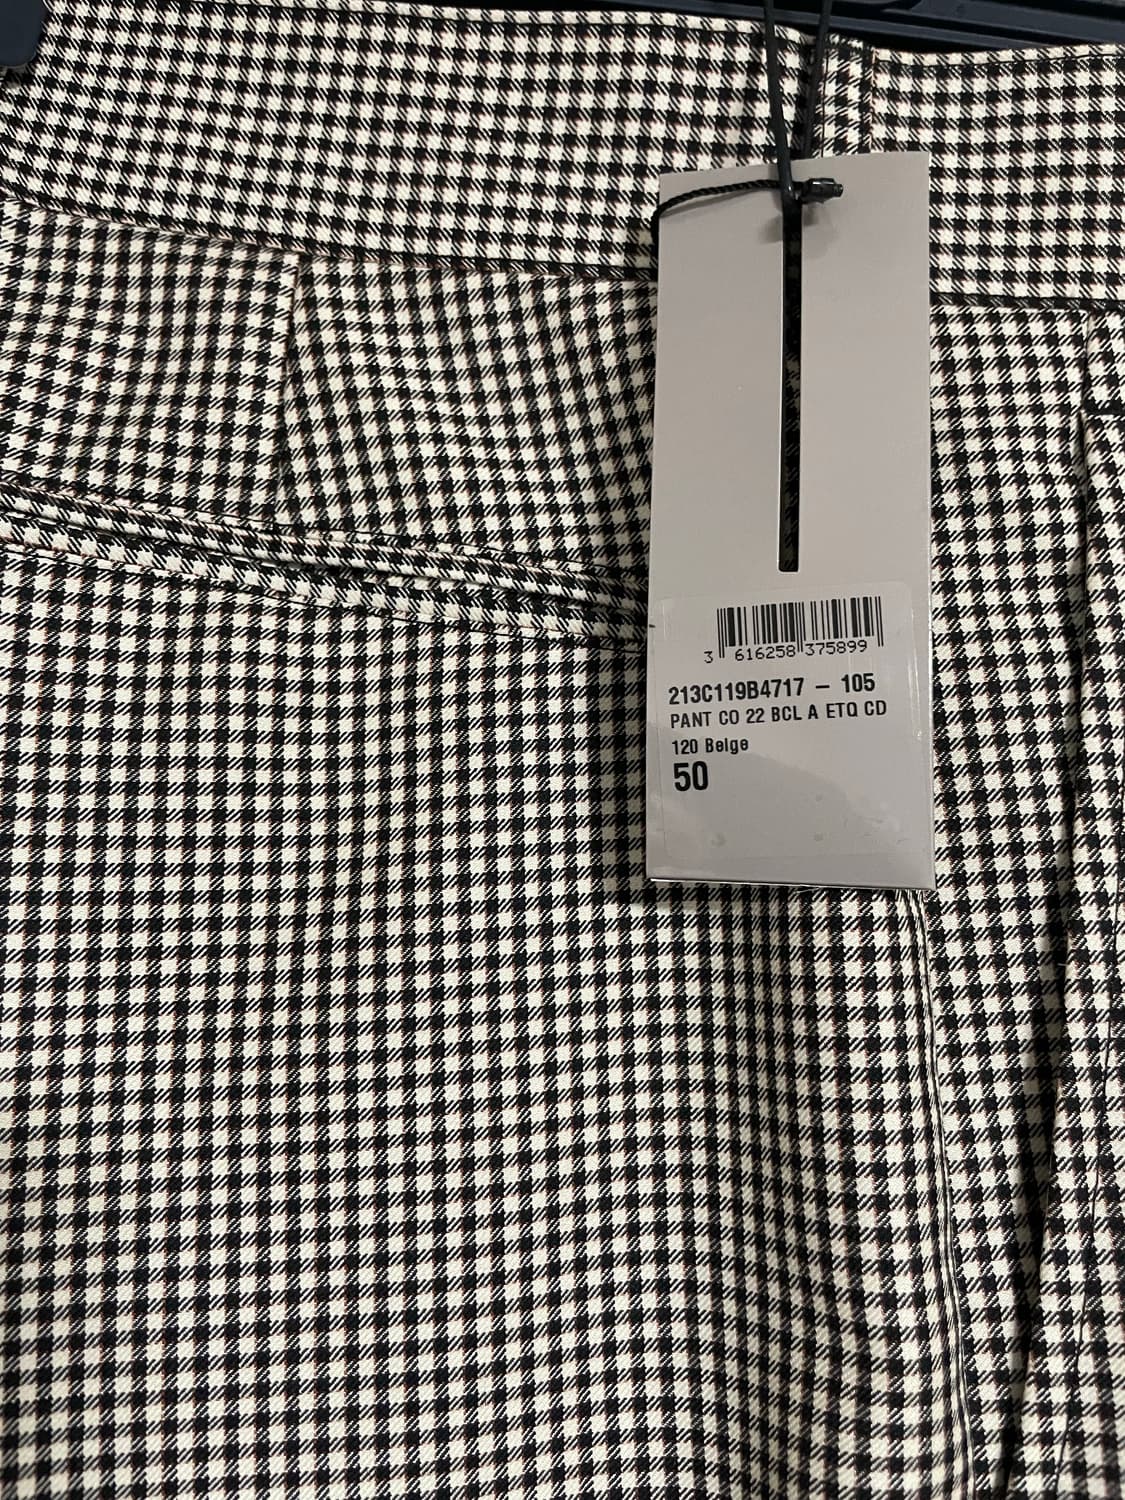 3 616258 375899
213C119B4717 – 105
PANT CO 22 BCL A ETQ CD
120 Beige
50